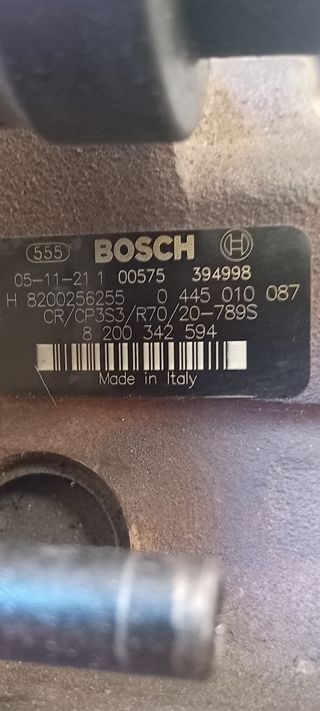 555 BOSCH
05-11-21 1 00575 394998
H 8200256255 0 445 010 087
CR/CP3S3/R70/20-789S
8 200 342 594
Made in Italy